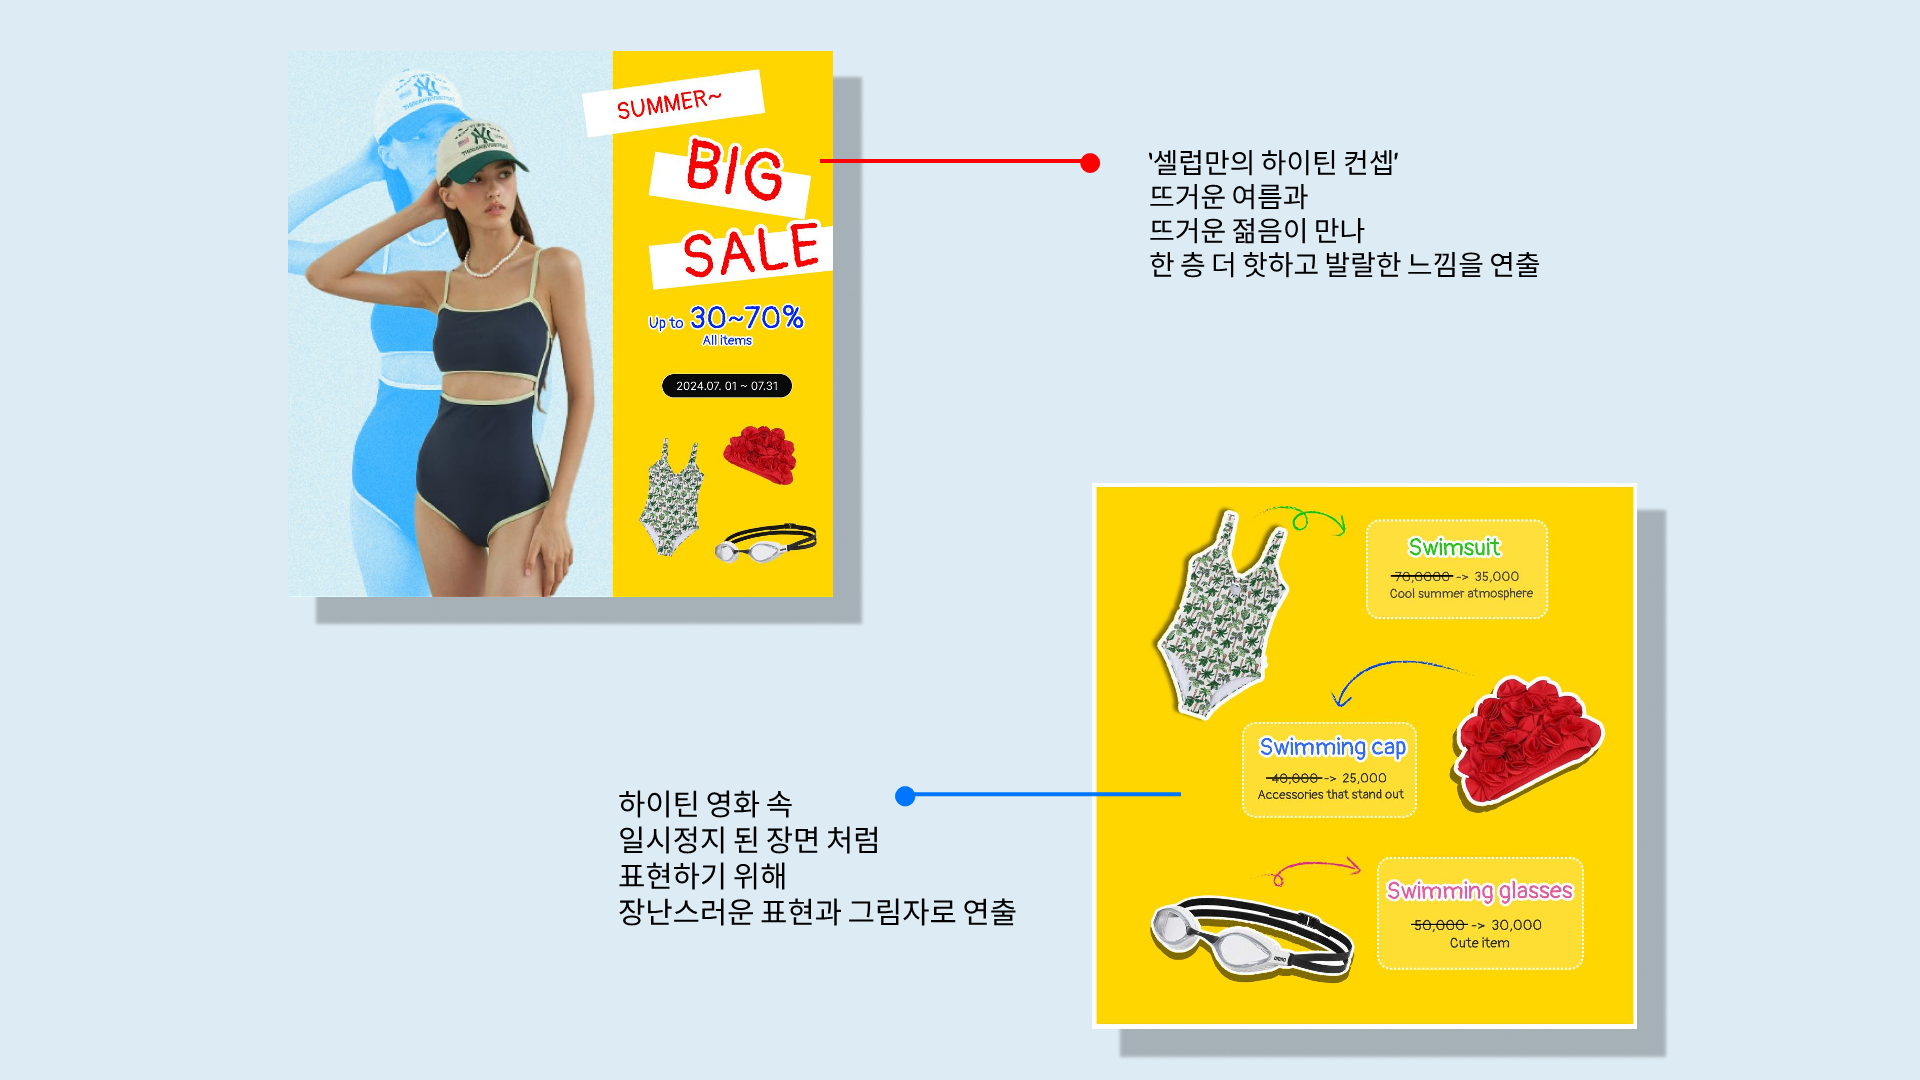 SUMMER~
BIG
SALE
Up to 30~70%
All items
2024.07. 01 ~ 07.31
NY
'셀럽만의 하이틴 컨셉'
뜨거운 여름과
뜨거운 젊음이 만나
한 층 더 핫하고 발랄한 느낌을 연출
Swimsuit
70,0000 -> 35,000
Cool summer atmosphere
Swimming cap
40,000 -> 25,000
Accessories that stand out
Swimming glasses
50,000 -> 30,000
Cute item
하이틴 영화 속
일시정지 된 장면 처럼
표현하기 위해
장난스러운 표현과 그림자로 연출